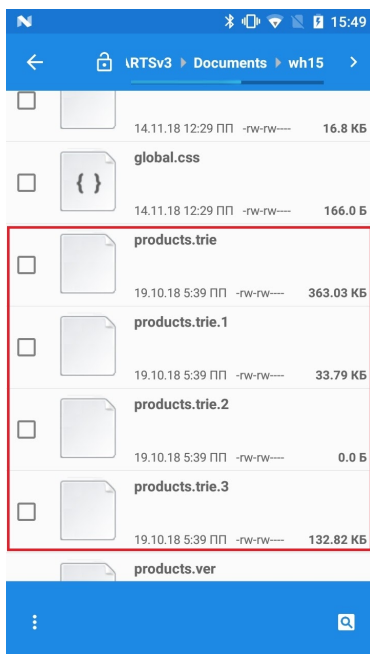 15:49
ARTSv3 Documents wh15
14.11.18 12:29 ПП -rw-rw---- 16.8 КБ
global.css
{ }
14.11.18 12:29 ПП -rw-rw---- 166.0 Б
products.trie
19.10.18 5:39 ПП -rw-rw---- 363.03 КБ
products.trie.1
19.10.18 5:39 ПП -rw-rw---- 33.79 КБ
products.trie.2
19.10.18 5:39 ПП -rw-rw---- 0.0 Б
products.trie.3
19.10.18 5:39 ПП -rw-rw---- 132.82 КБ
products.ver